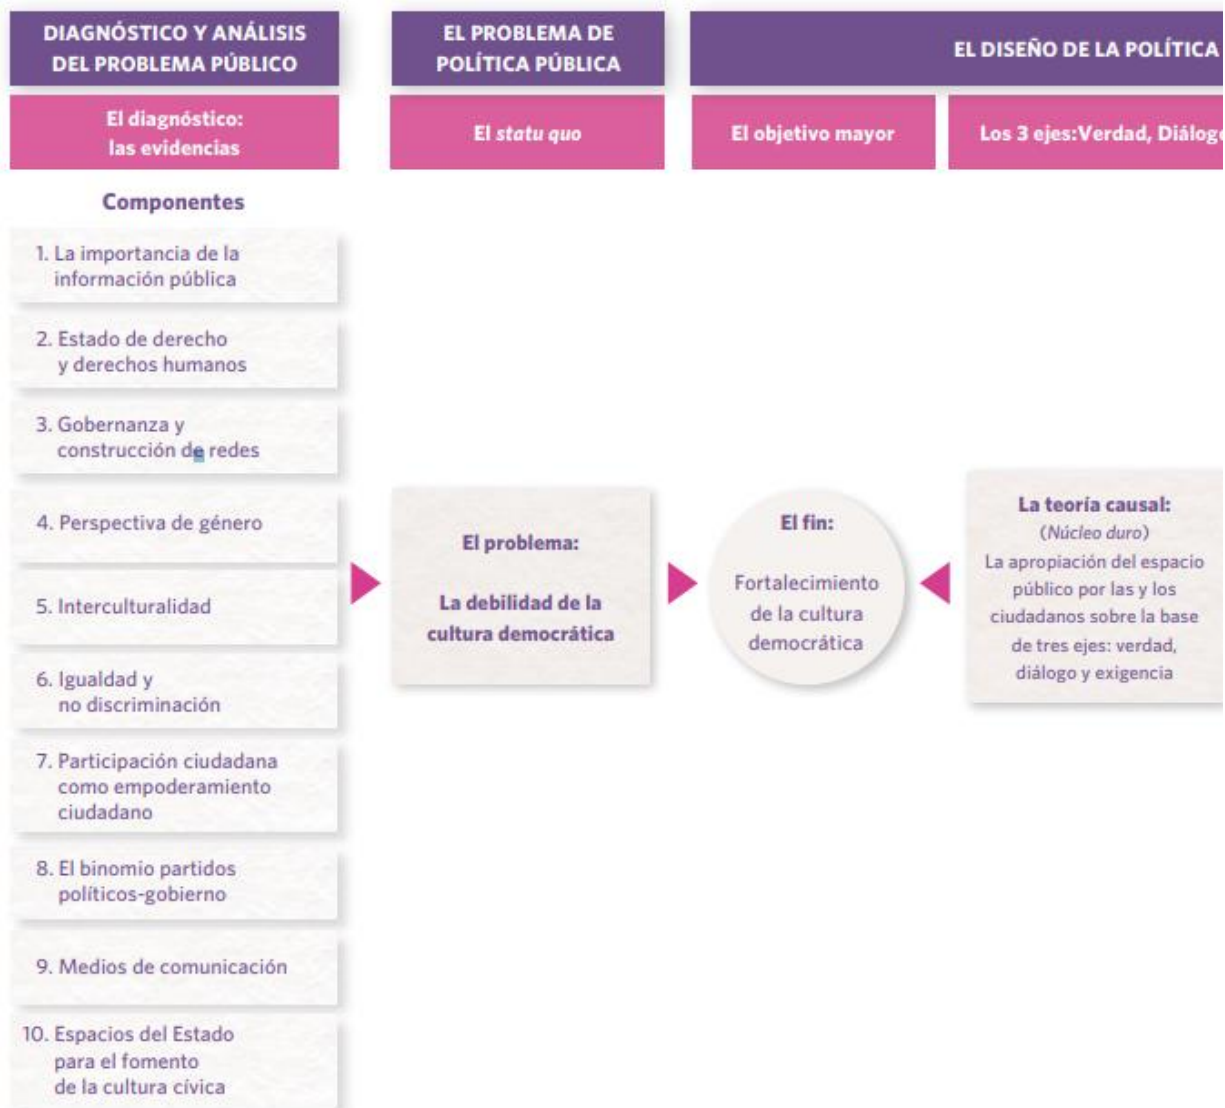 DIAGNÓSTICO Y ANÁLISIS
DEL PROBLEMA PÚBLICO
El diagnóstico:
las evidencias
Componentes
1. La importancia de la
información pública
2. Estado de derecho
y derechos humanos
3. Gobernanza y
construcción de redes
4. Perspectiva de género
5. Interculturalidad
6. Igualdad y
no discriminación
7. Participación ciudadana
como empoderamiento
ciudadano
8. El binomio partidos
políticos-gobierno
9. Medios de comunicación
10. Espacios del Estado
para el fomento
de la cultura cívica
EL PROBLEMA DE
POLÍTICA PÚBLICA
El statu quo
El problema:
La debilidad de la
cultura democrática
EL DISEÑO DE LA POLÍTICA
El objetivo mayor
El fin:
Fortalecimiento
de la cultura
democrática
Los 3 ejes:Verdad, Diálogo
La teoría causal:
(Núcleo duro)
La apropiación del espacio
público por las y los
ciudadanos sobre la base
de tres ejes: verdad,
diálogo y exigencia